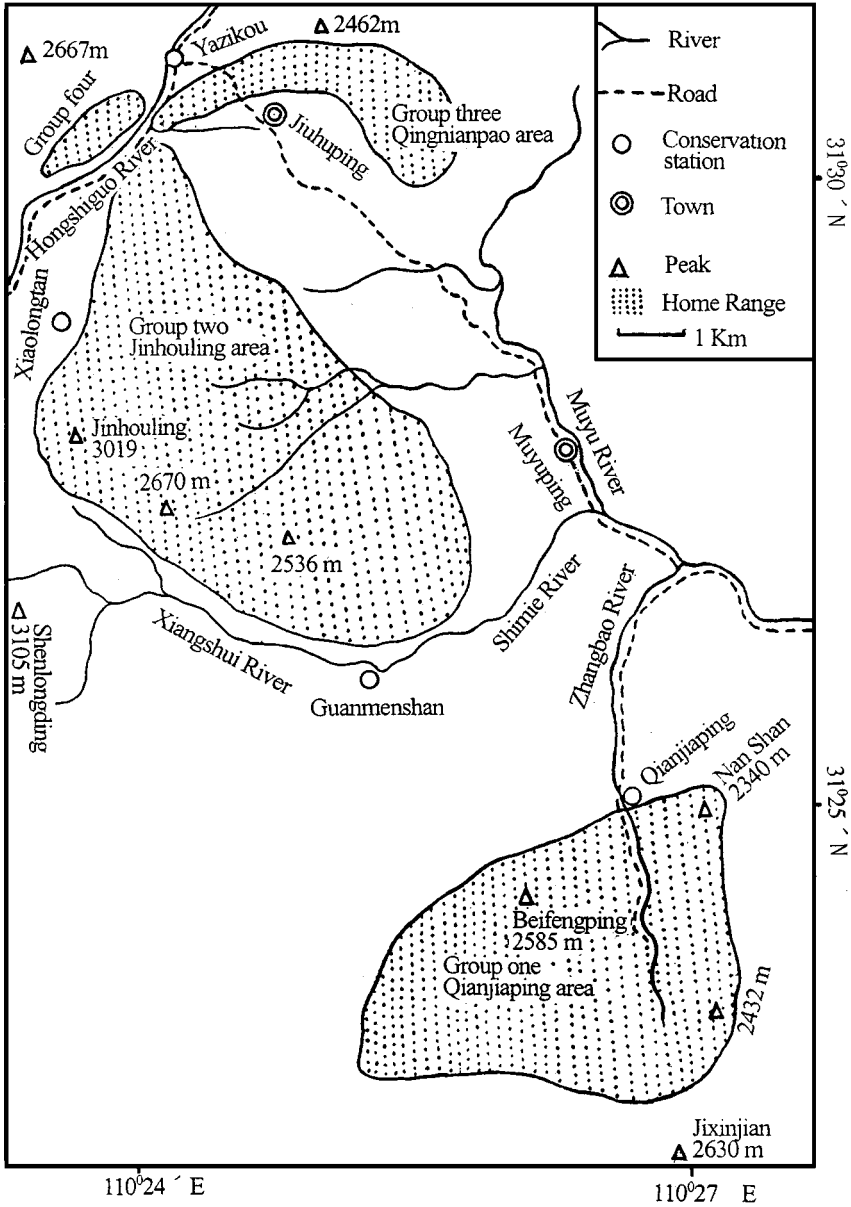 2667m
Yazikou
2462m
Group four
Group three
Qingnianpao area
Jiuhuping
Hongshiguo River
Xiaolongtan
Group two
Jinhouling area
Jinhouling
3019
2670 m
2536 m
Muyu River
Muyuping
Shimie River
Xiangshui River
Shenlongding
3105 m
Guanmenshan
Zhangbao River
Qianjiaping
Nan Shan
2340 m
Beifengping
2585 m
Group one
Qianjiaping area
2432 m
Jixinjian
2630 m
River
Road
Conservation
station
Town
Peak
Home Range
1 Km
31⁰30 ´ N
31⁰25 ´ N
110⁰24 ´ E
110⁰27 E